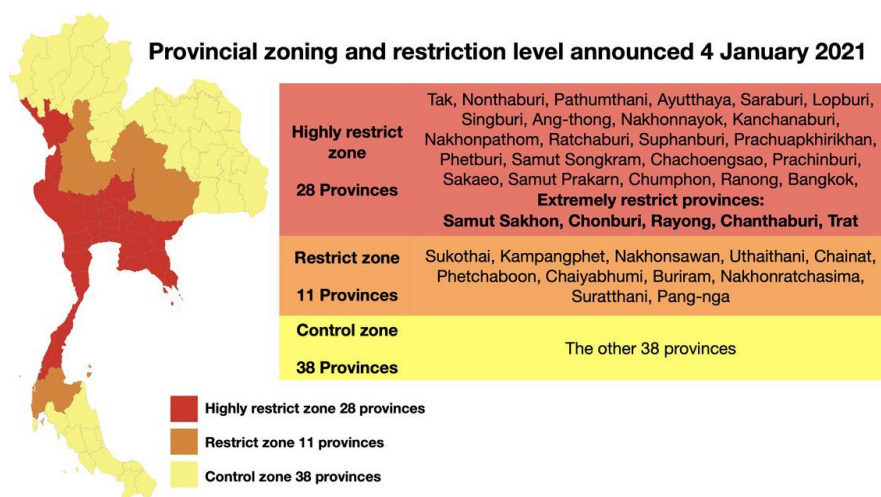 Provincial zoning and restriction level announced 4 January 2021
Highly restrict
zone
28 Provinces
Tak, Nonthaburi, Pathumthani, Ayutthaya, Saraburi, Lopburi,
Singburi, Ang-thong, Nakhonnayok, Kanchanaburi,
Nakhonpathom, Ratchaburi, Suphanburi, Prachuapkhirikhan,
Phetburi, Samut Songkram, Chachoengsao, Prachinburi,
Sakaeo, Samut Prakarn, Chumphon, Ranong, Bangkok,
Extremely restrict provinces:
Samut Sakhon, Chonburi, Rayong, Chanthaburi, Trat
Restrict zone
11 Provinces
Sukothai, Kampangphet, Nakhonsawan, Uthaithani, Chainat,
Phetchaboon, Chaiyabhumi, Buriram, Nakhonratchasima,
Suratthani, Pang-nga
Control zone
38 Provinces
The other 38 provinces
Highly restrict zone 28 provinces
Restrict zone 11 provinces
Control zone 38 provinces